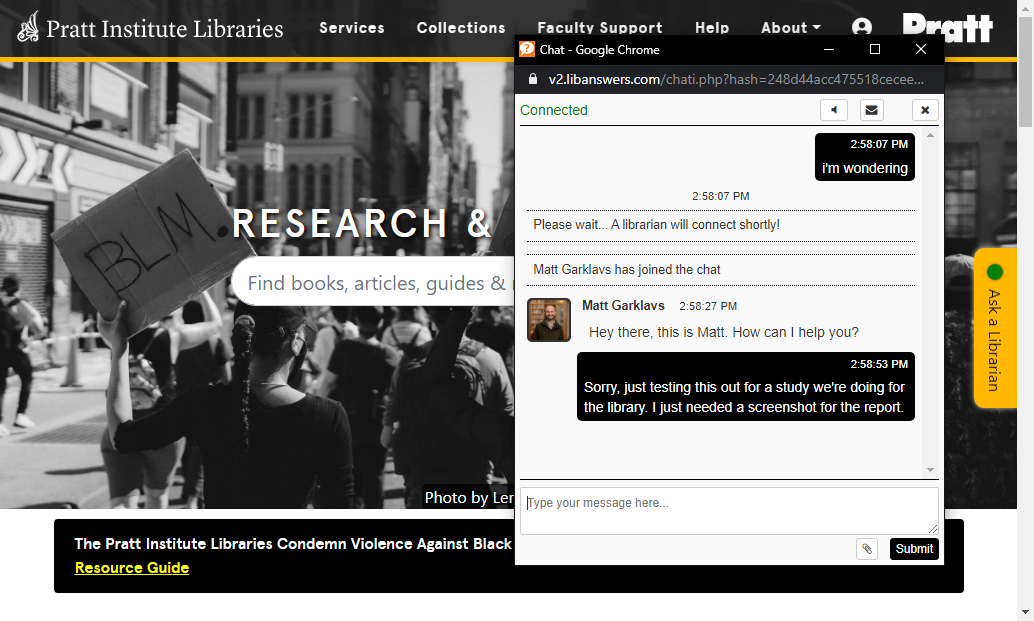 Pratt Institute Libraries
Services
Collections
Faculty Support
Help
About
Pratt
BLM.
RESEARCH &
Find books, articles, guides &
Photo by Ler
The Pratt Institute Libraries Condemn Violence Against Black
Resource Guide
Ask a Librarian
Chat - Google Chrome
v2.libanswers.com/chati.php?hash=248d44acc475518cecee...
Connected
2:58:07 PM
i'm wondering
2:58:07 PM
Please wait... A librarian will connect shortly!
Matt Garklavs has joined the chat
Matt Garklavs 2:58:27 PM
Hey there, this is Matt. How can I help you?
2:58:53 PM
Sorry, just testing this out for a study we're doing for
the library. I just needed a screenshot for the report.
Type your message here...
Submit